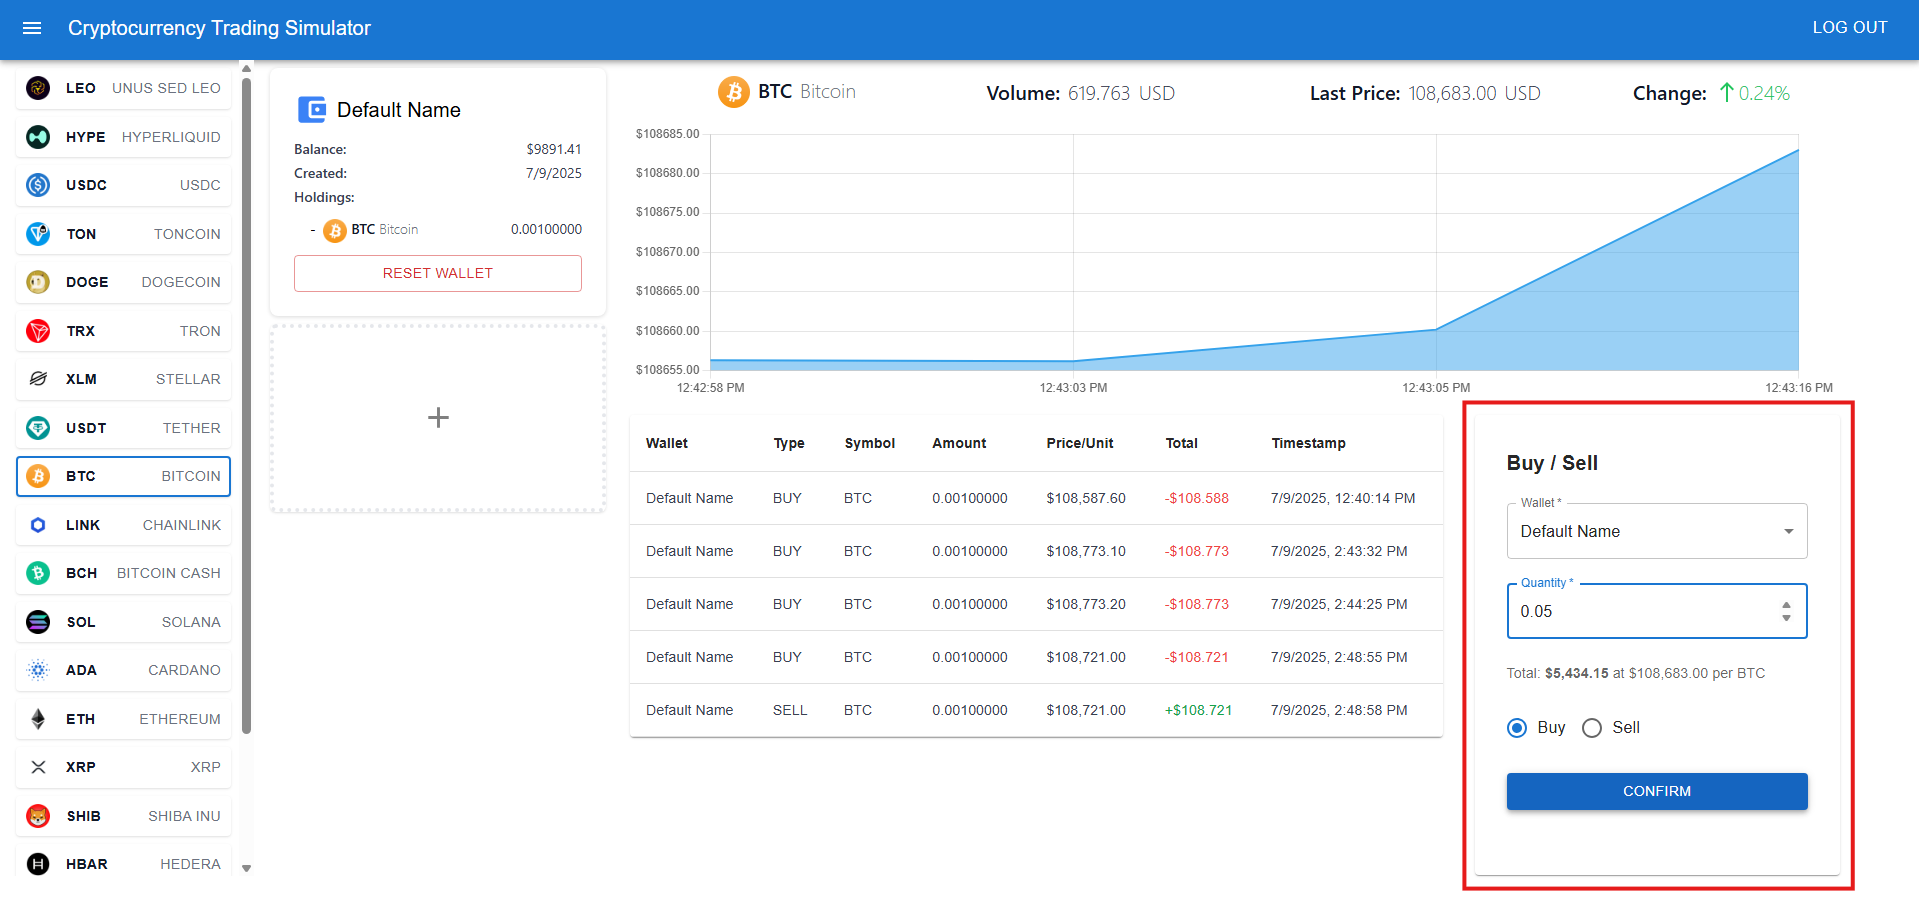 Cryptocurrency Trading Simulator
LOG OUT
LEO UNUS SED LEO
HYPE HYPERLIQUID
USDC USDC
TON TONCOIN
DOGE DOGECOIN
TRX TRON
XLM STELLAR
USDT TETHER
BTC BITCOIN
LINK CHAINLINK
BCH BITCOIN CASH
SOL SOLANA
ADA CARDANO
ETH ETHEREUM
XRP XRP
SHIB SHIBA INU
HBAR HEDERA
Default Name
Balance: $9891.41
Created: 7/9/2025
Holdings:
- BTC Bitcoin 0.00100000
RESET WALLET
+
BTC Bitcoin
Volume: 619.763 USD
Last Price: 108,683.00 USD
Change: ↑ 0.24%
$108685.00
$108680.00
$108675.00
$108670.00
$108665.00
$108660.00
$108655.00
12:42:58 PM 12:43:03 PM 12:43:05 PM 12:43:16 PM
Wallet Type Symbol Amount Price/Unit Total Timestamp
Default Name BUY BTC 0.00100000 $108,587.60 -$108.588 7/9/2025, 12:40:14 PM
Default Name BUY BTC 0.00100000 $108,773.10 -$108.773 7/9/2025, 2:43:32 PM
Default Name BUY BTC 0.00100000 $108,773.20 -$108.773 7/9/2025, 2:44:25 PM
Default Name BUY BTC 0.00100000 $108,721.00 -$108.721 7/9/2025, 2:48:55 PM
Default Name SELL BTC 0.00100000 $108,721.00 +$108.721 7/9/2025, 2:48:58 PM
Buy / Sell
Wallet *
Default Name
Quantity *
0.05
Total: $5,434.15 at $108,683.00 per BTC
Buy Sell
CONFIRM